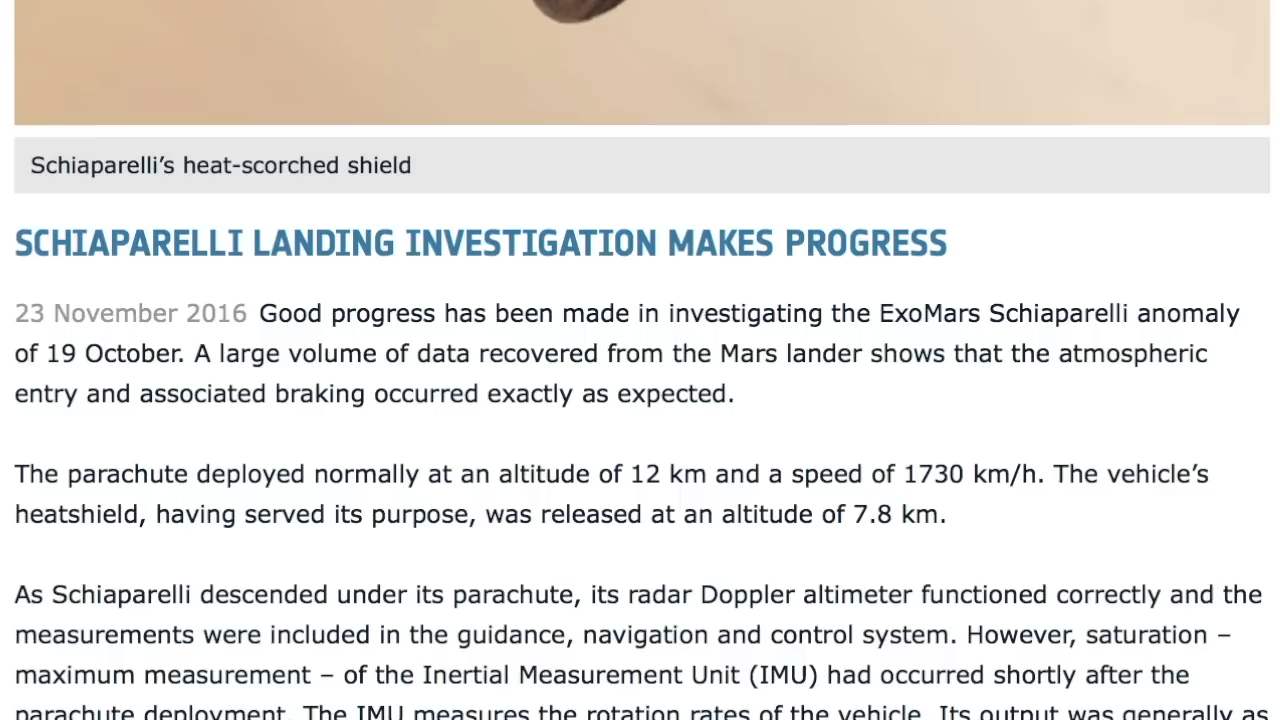 Schiaparelli’s heat-scorched shield
SCHIAPARELLI LANDING INVESTIGATION MAKES PROGRESS
23 November 2016 Good progress has been made in investigating the ExoMars Schiaparelli anomaly
of 19 October. A large volume of data recovered from the Mars lander shows that the atmospheric
entry and associated braking occurred exactly as expected.
The parachute deployed normally at an altitude of 12 km and a speed of 1730 km/h. The vehicle’s
heatshield, having served its purpose, was released at an altitude of 7.8 km.
As Schiaparelli descended under its parachute, its radar Doppler altimeter functioned correctly and the
measurements were included in the guidance, navigation and control system. However, saturation –
maximum measurement – of the Inertial Measurement Unit (IMU) had occurred shortly after the
parachute deployment. The IMU measures the rotation rates of the vehicle. Its output was generally as